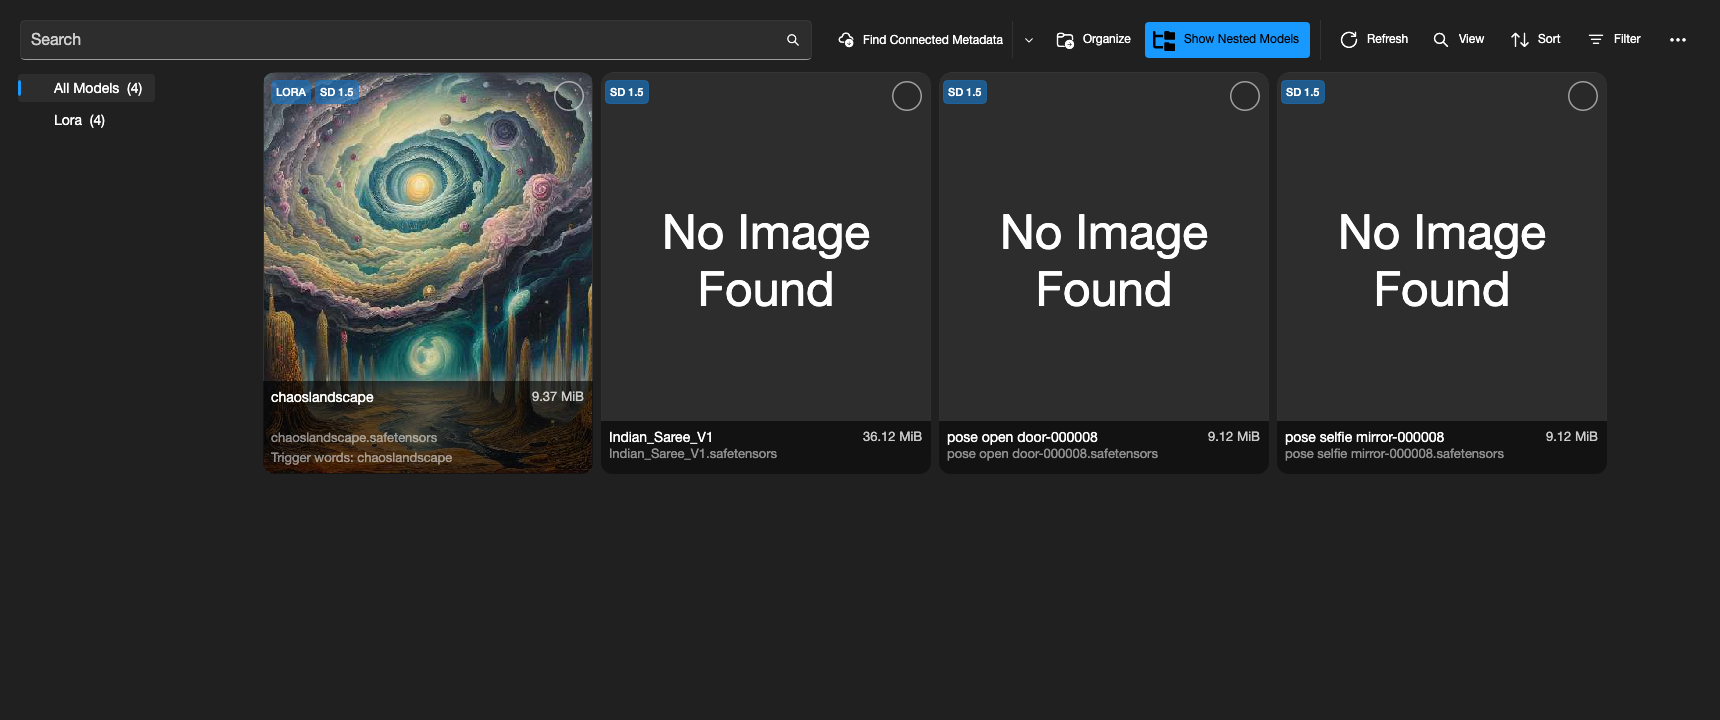 Search
Find Connected Metadata
Organize
Show Nested Models
Refresh
View
Sort
Filter
All Models (4)
Lora (4)
LORA SD 1.5
chaoslandscape 9.37 MiB
chaoslandscape.safetensors
Trigger words: chaoslandscape
SD 1.5
No Image
Found
Indian_Saree_V1 36.12 MiB
Indian_Saree_V1.safetensors
SD 1.5
No Image
Found
pose open door-000008 9.12 MiB
pose open door-000008.safetensors
SD 1.5
No Image
Found
pose selfie mirror-000008 9.12 MiB
pose selfie mirror-000008.safetensors